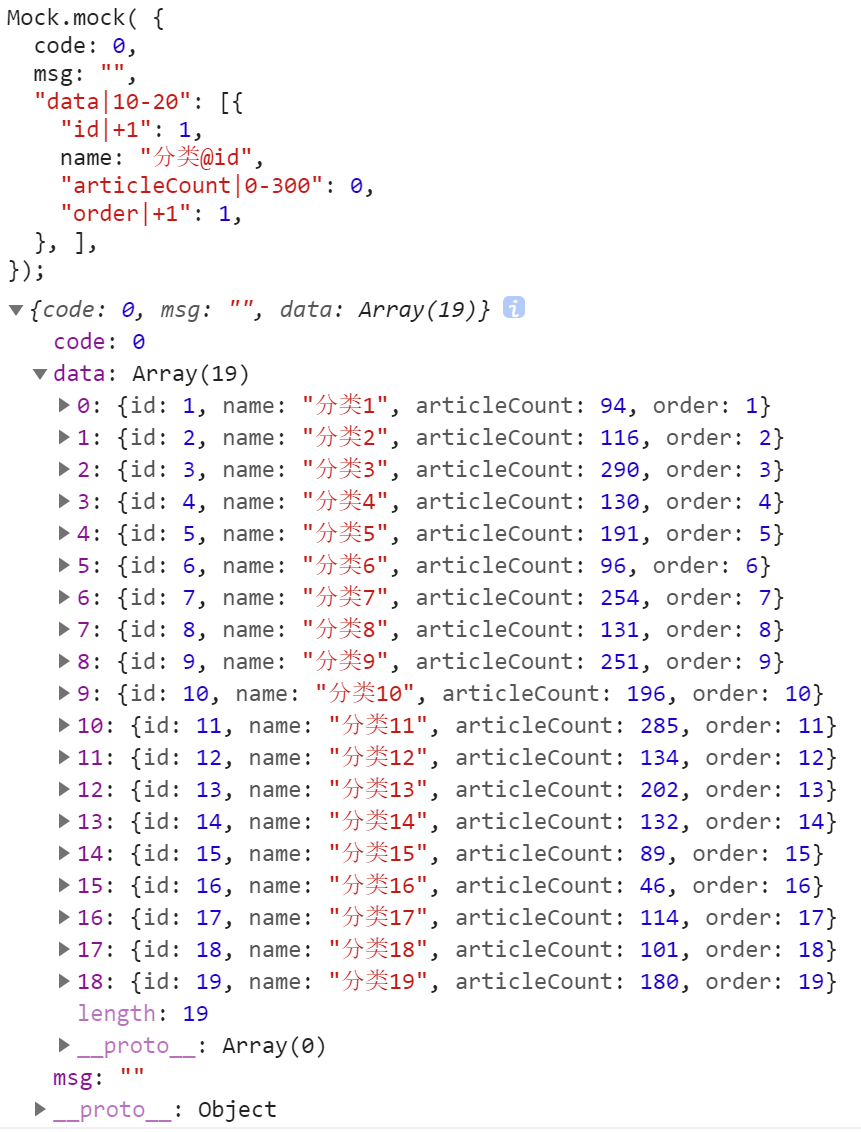 Mock.mock( {
  code: 0,
  msg: "",
  "data|10-20": [{
    "id|+1": 1,
    name: "分类@id",
    "articleCount|0-300": 0,
    "order|+1": 1,
  }, ],
});
▼{code: 0, msg: "", data: Array(19)} i
code: 0
▼data: Array(19)
▶0: {id: 1, name: "分类1", articleCount: 94, order: 1}
▶1: {id: 2, name: "分类2", articleCount: 116, order: 2}
▶2: {id: 3, name: "分类3", articleCount: 290, order: 3}
▶3: {id: 4, name: "分类4", articleCount: 130, order: 4}
▶4: {id: 5, name: "分类5", articleCount: 191, order: 5}
▶5: {id: 6, name: "分类6", articleCount: 96, order: 6}
▶6: {id: 7, name: "分类7", articleCount: 254, order: 7}
▶7: {id: 8, name: "分类8", articleCount: 131, order: 8}
▶8: {id: 9, name: "分类9", articleCount: 251, order: 9}
▶9: {id: 10, name: "分类10", articleCount: 196, order: 10}
▶10: {id: 11, name: "分类11", articleCount: 285, order: 11}
▶11: {id: 12, name: "分类12", articleCount: 134, order: 12}
▶12: {id: 13, name: "分类13", articleCount: 202, order: 13}
▶13: {id: 14, name: "分类14", articleCount: 132, order: 14}
▶14: {id: 15, name: "分类15", articleCount: 89, order: 15}
▶15: {id: 16, name: "分类16", articleCount: 46, order: 16}
▶16: {id: 17, name: "分类17", articleCount: 114, order: 17}
▶17: {id: 18, name: "分类18", articleCount: 101, order: 18}
▶18: {id: 19, name: "分类19", articleCount: 180, order: 19}
length: 19
▶__proto__: Array(0)
msg: ""
▶__proto__: Object